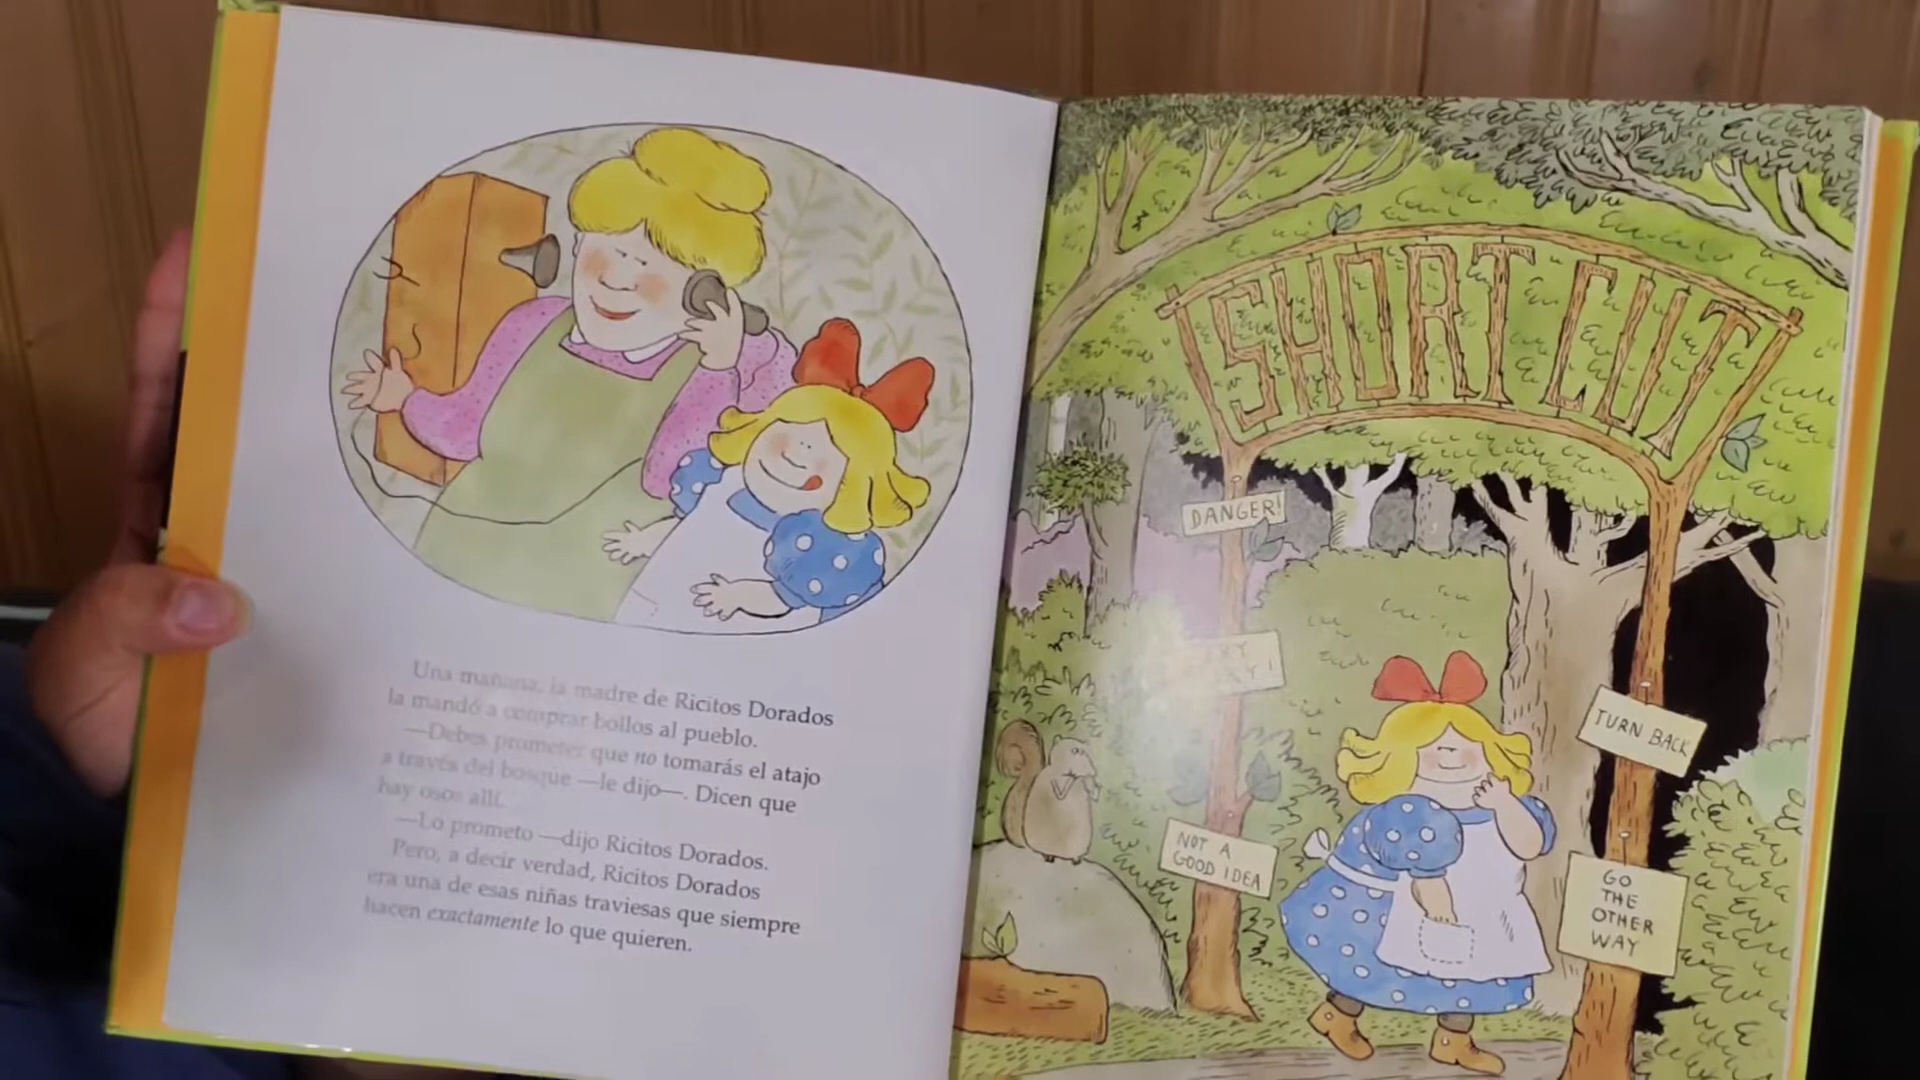 Una mañana, la madre de Ricitos Dorados
la mandó a comprar bollos al pueblo.
—Debes prometer que no tomarás el atajo
a través del bosque —le dijo—. Dicen que
hay osos allí.
—Lo prometo —dijo Ricitos Dorados.
Pero, a decir verdad, Ricitos Dorados
era una de esas niñas traviesas que siempre
hacen exactamente lo que quieren.
SHORT CUT
DANGER!
TURN BACK
NOT A
GOOD IDEA
GO
THE
OTHER
WAY